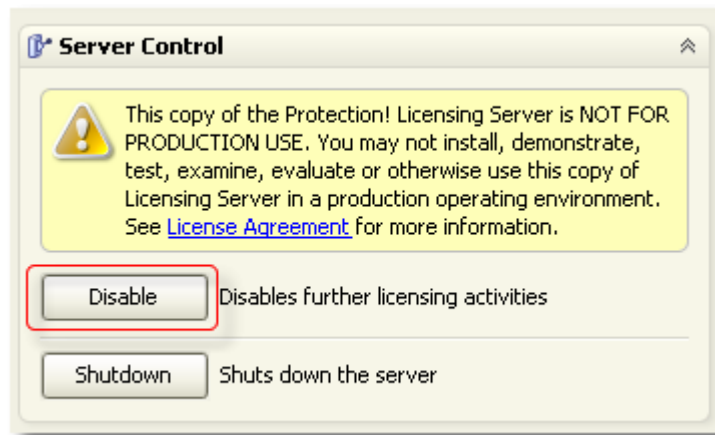 Server Control
This copy of the Protection! Licensing Server is NOT FOR
PRODUCTION USE. You may not install, demonstrate,
test, examine, evaluate or otherwise use this copy of
Licensing Server in a production operating environment.
See License Agreement for more information.
Disable Disables further licensing activities
Shutdown Shuts down the server